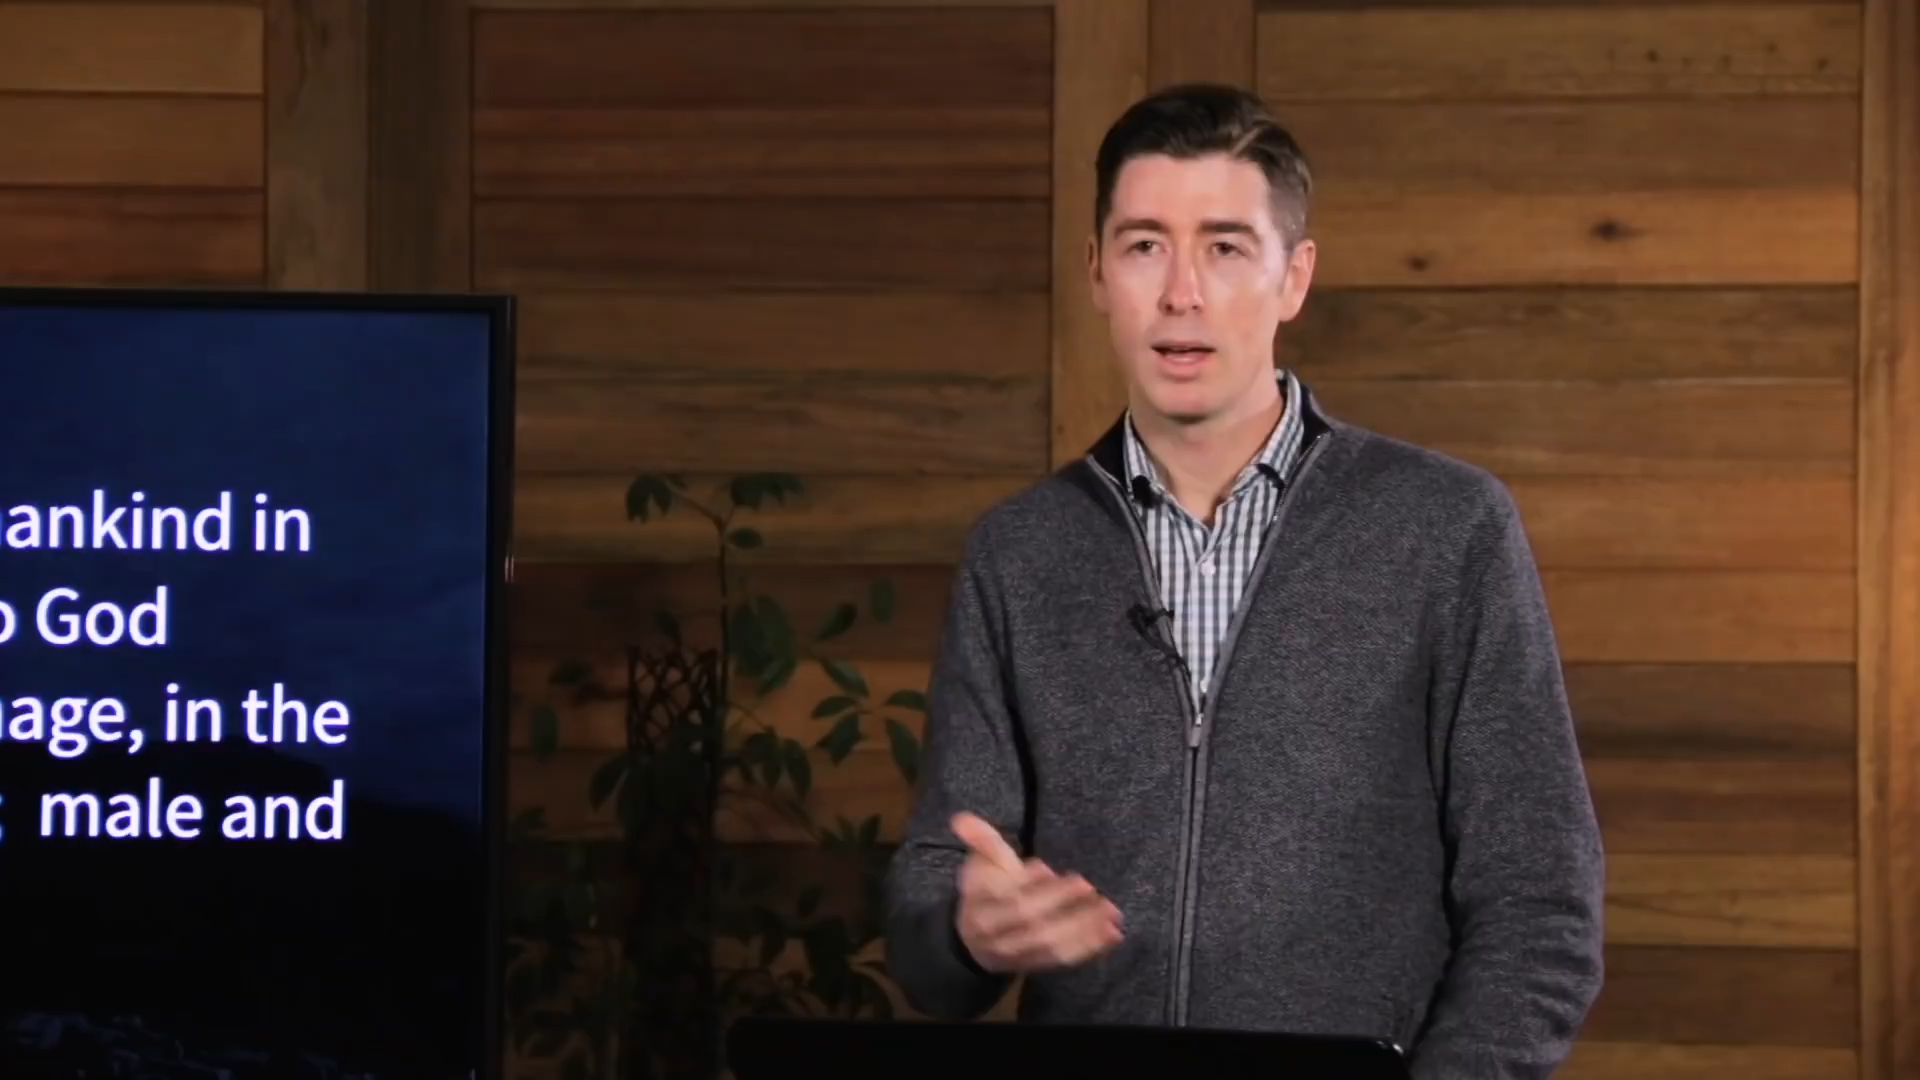 ankind in
God
age, in the
male and